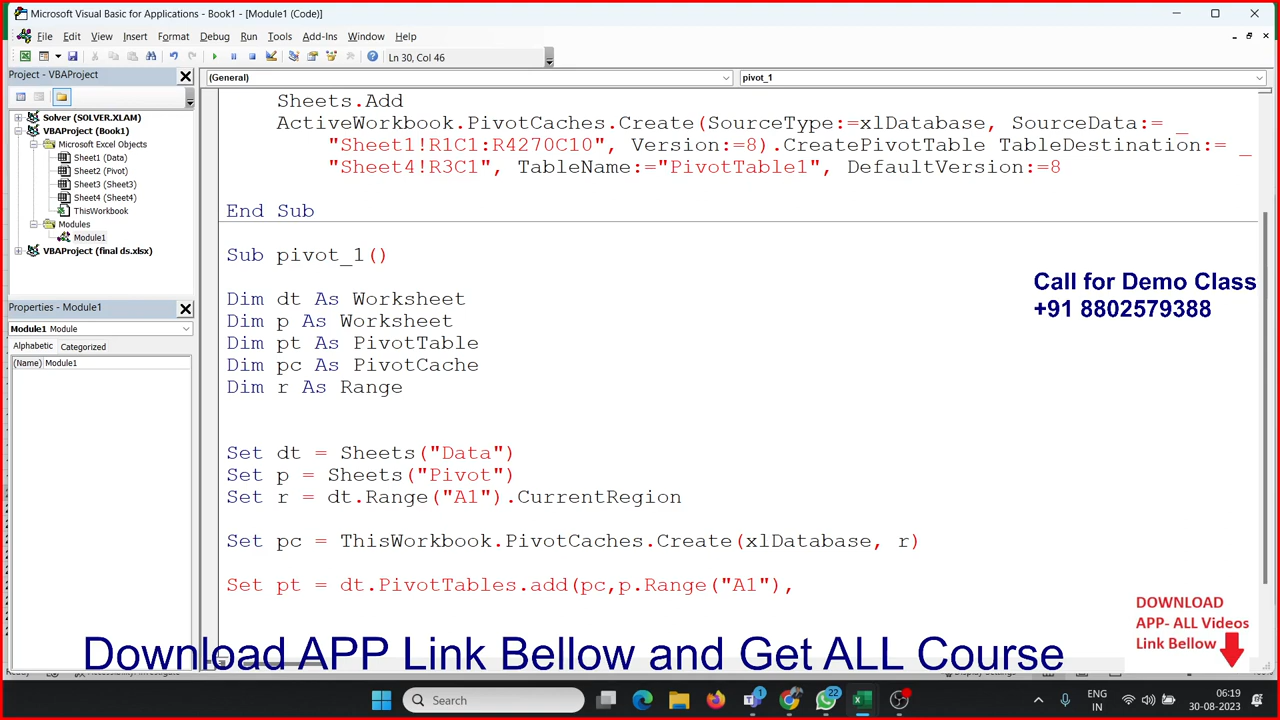 Microsoft Visual Basic for Applications - Book1 - [Module1 (Code)]
File Edit View Insert Format Debug Run Tools Add-Ins Window Help
Ln 30, Col 46
Project - VBAProject
(General)
pivot_1
Solver (SOLVER.XLAM)
VBAProject (Book1)
Microsoft Excel Objects
Sheet1 (Data)
Sheet2 (Pivot)
Sheet3 (Sheet3)
Sheet4 (Sheet4)
ThisWorkbook
Modules
Module1
VBAProject (final ds.xlsx)
Properties - Module1
Module1 Module
Alphabetic Categorized
(Name) Module1
Sheets.Add
ActiveWorkbook.PivotCaches.Create(SourceType:=xlDatabase, SourceData:= _
"Sheet1!R1C1:R4270C10", Version:=8).CreatePivotTable TableDestination:= _
"Sheet4!R3C1", TableName:="PivotTable1", DefaultVersion:=8
End Sub
Sub pivot_1()
Dim dt As Worksheet
Dim p As Worksheet
Dim pt As PivotTable
Dim pc As PivotCache
Dim r As Range
Set dt = Sheets("Data")
Set p = Sheets("Pivot")
Set r = dt.Range("A1").CurrentRegion
Set pc = ThisWorkbook.PivotCaches.Create(xlDatabase, r)
Set pt = dt.PivotTables.add(pc,p.Range("A1"),
Call for Demo Class
+91 8802579388
DOWNLOAD
APP- ALL Videos
Link Bellow
Download APP Link Bellow and Get ALL Course
Search
1
22
ENG
IN
06:19
30-08-2023